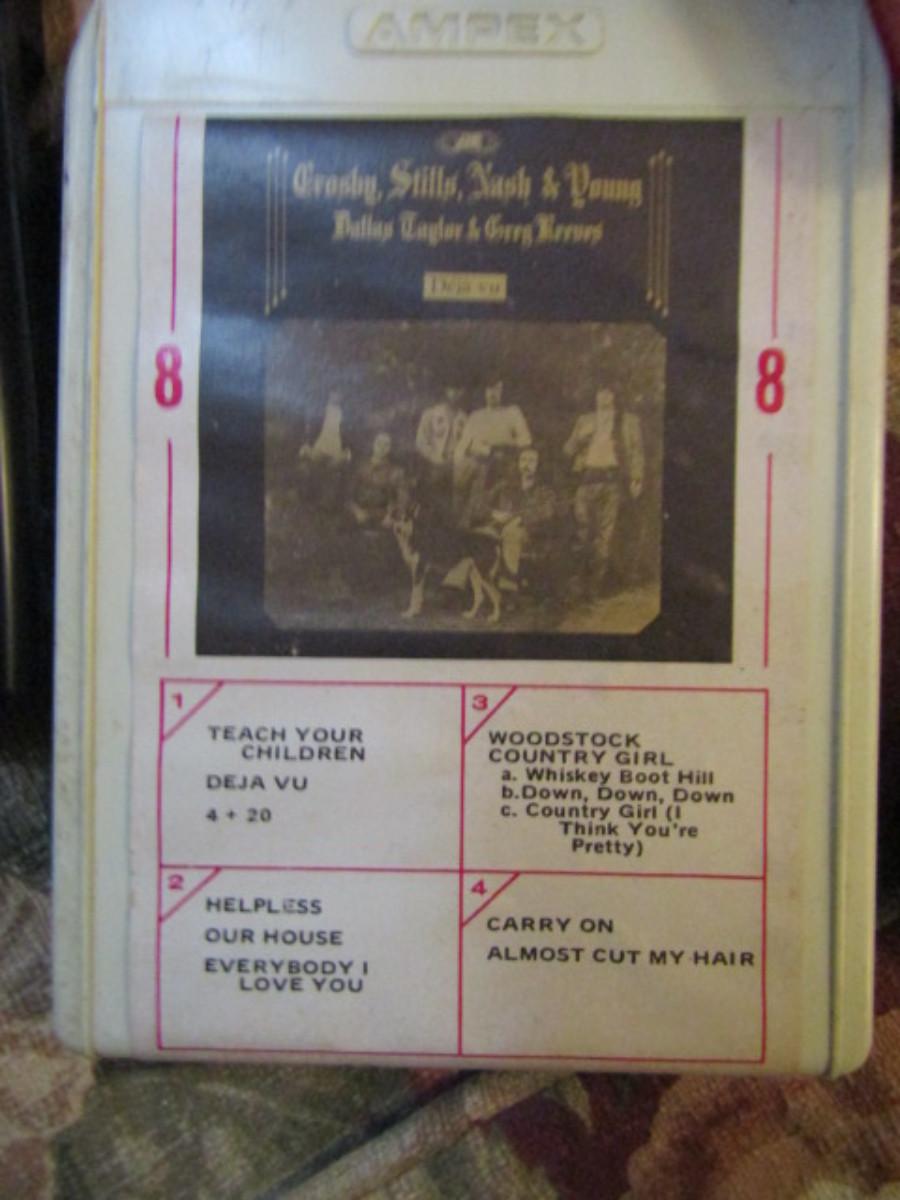 AMPEX
Crosby, Stills, Nash & Young
Dallas Taylor & Greg Reeves
Déjà vu
8
8
1
TEACH YOUR
CHILDREN
DEJA VU
4 + 20
2
HELPLESS
OUR HOUSE
EVERYBODY I
LOVE YOU
3
WOODSTOCK
COUNTRY GIRL
a. Whiskey Boot Hill
b.Down, Down, Down
c. Country Girl (I
Think You're
Pretty)
4
CARRY ON
ALMOST CUT MY HAIR